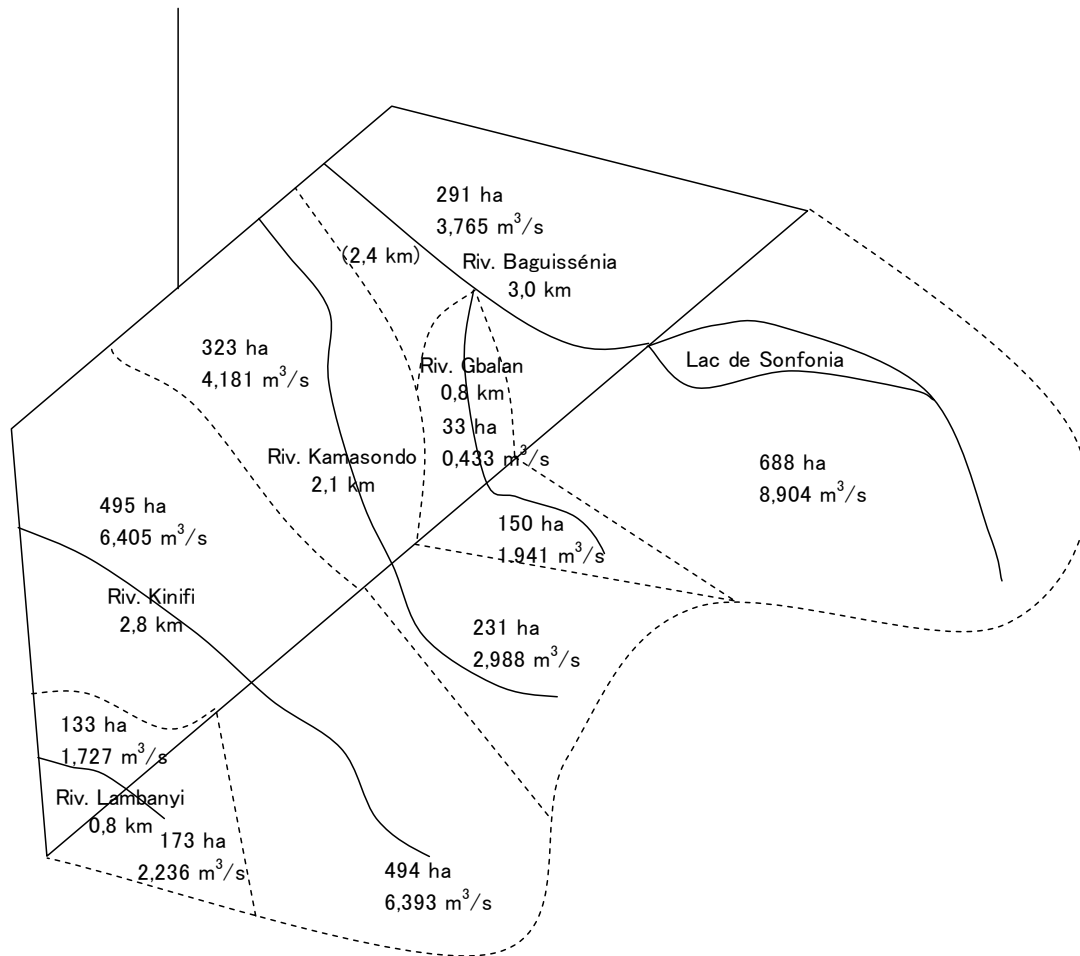 291 ha
3,765 m³/s
(2,4 km)
Riv. Baguissénia
3,0 km
323 ha
4,181 m³/s
Riv. Gbalan
0,8 km
Lac de Sonfonia
33 ha
0,433 m³/s
Riv. Kamasondo
2,1 km
688 ha
8,904 m³/s
495 ha
6,405 m³/s
150 ha
1.941 m³/s
Riv. Kinifi
2,8 km
231 ha
2,988 m³/s
133 ha
1,727 m³/s
Riv. Lambanyi
0,8 km
173 ha
2,236 m³/s
494 ha
6,393 m³/s